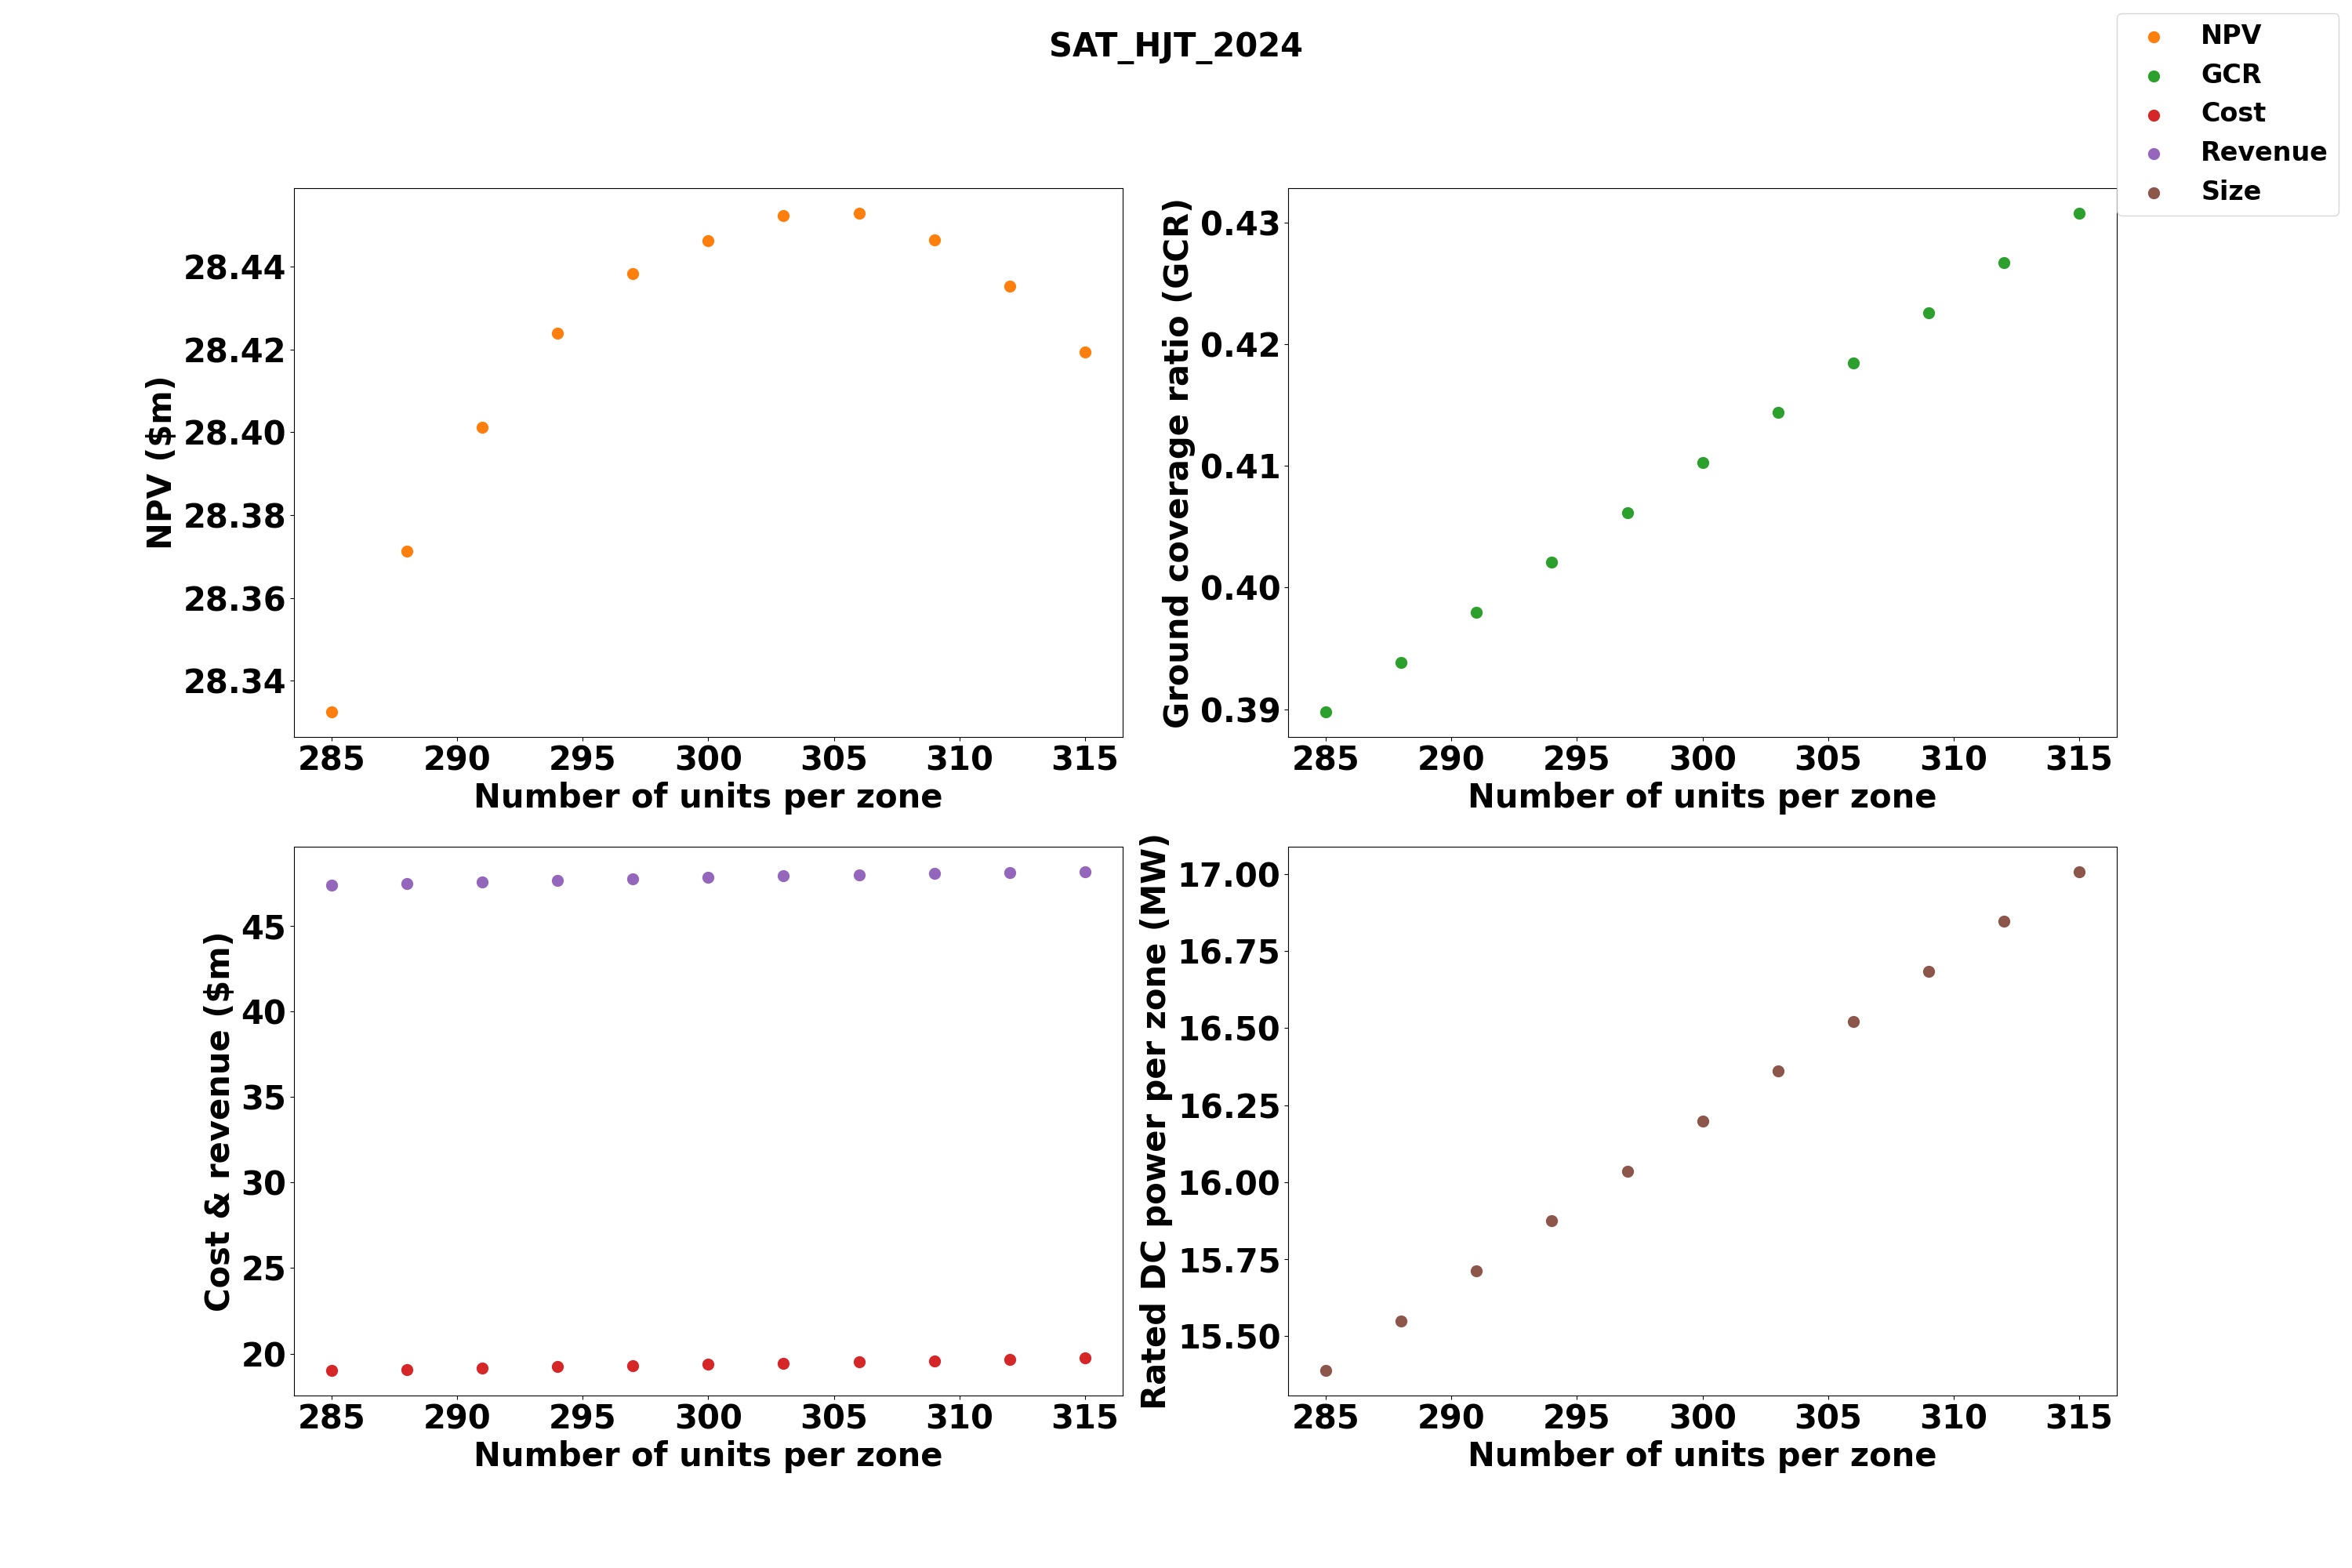 SAT_HJT_2024
NPV
GCR
Cost
Revenue
Size
NPV ($m)
28.44
28.42
28.40
28.38
28.36
28.34
285 290 295 300 305 310 315
Number of units per zone
Ground coverage ratio (GCR)
0.43
0.42
0.41
0.40
0.39
285 290 295 300 305 310 315
Number of units per zone
Cost & revenue ($m)
45
40
35
30
25
20
285 290 295 300 305 310 315
Number of units per zone
Rated DC power per zone (MW)
17.00
16.75
16.50
16.25
16.00
15.75
15.50
285 290 295 300 305 310 315
Number of units per zone